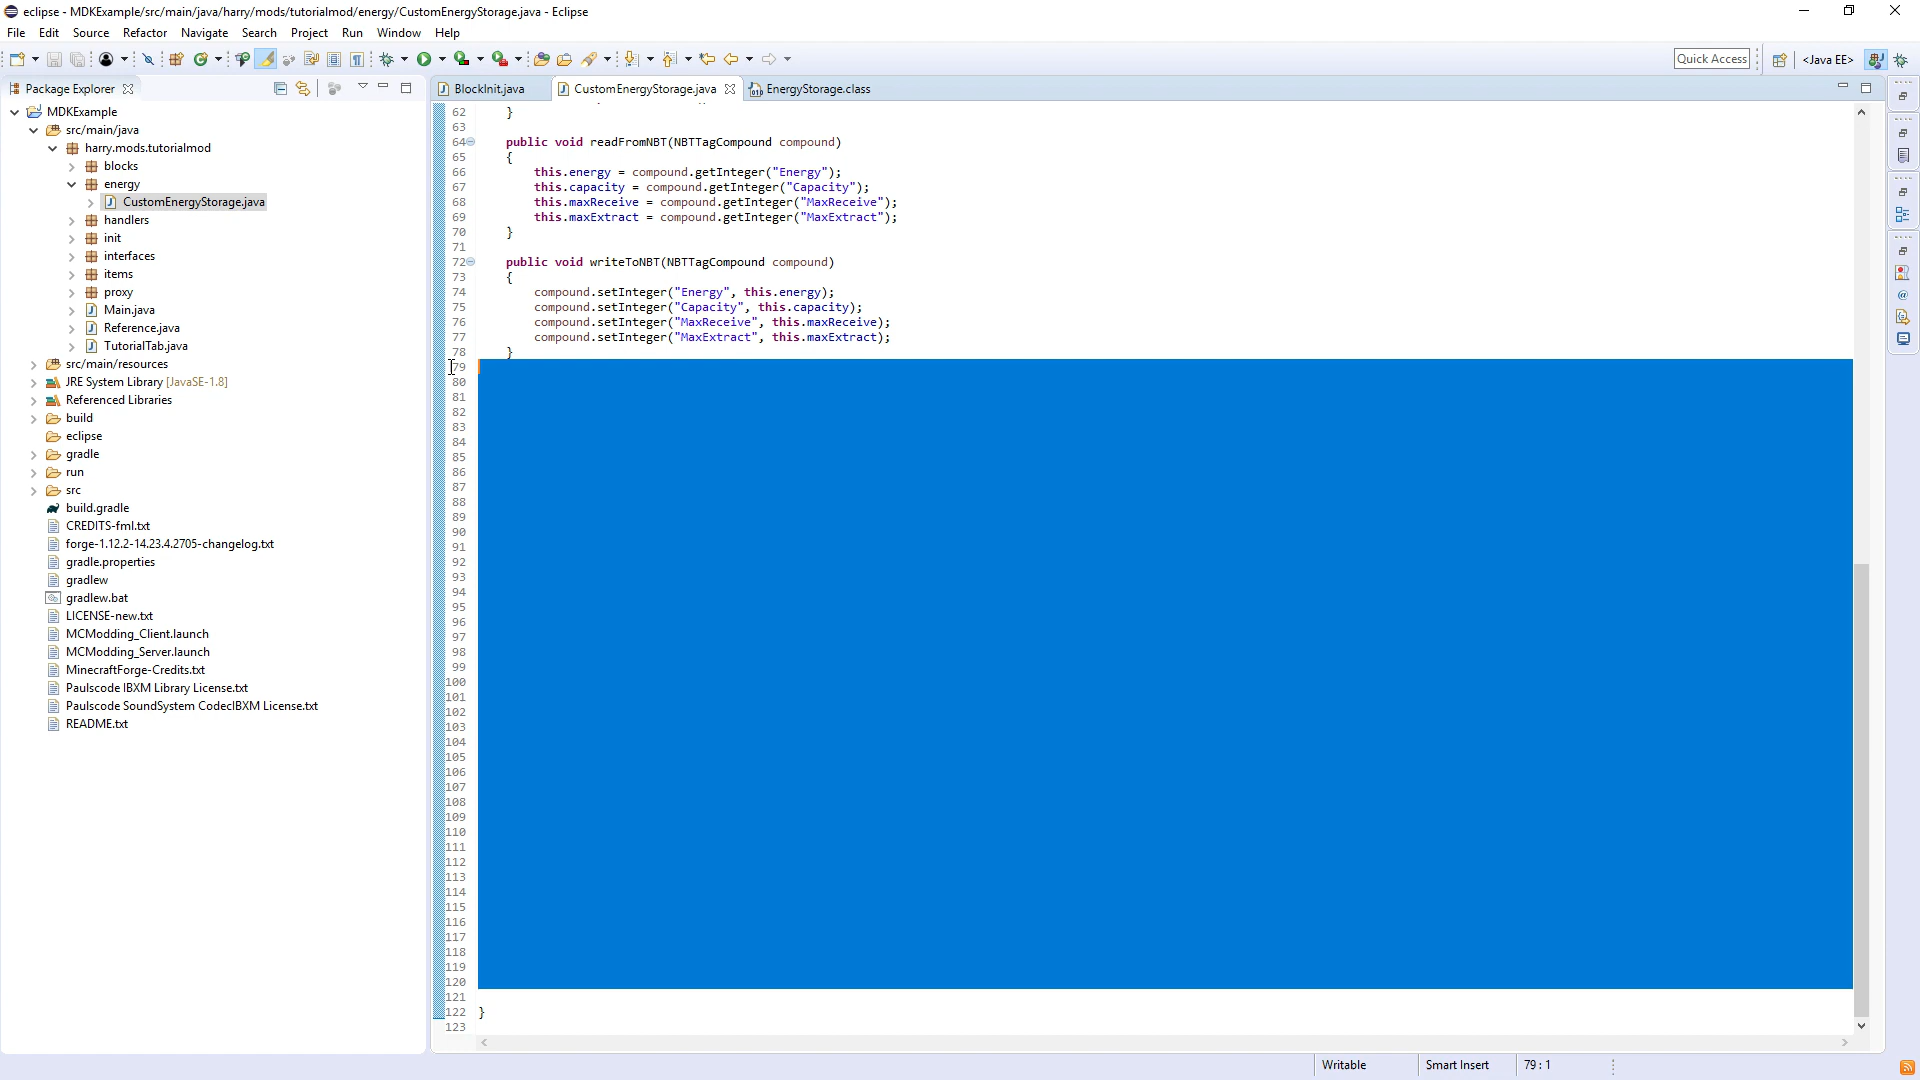 eclipse - MDKExample/src/main/java/harry/mods/tutorialmod/energy/CustomEnergyStorage.java - Eclipse
File Edit Source Refactor Navigate Search Project Run Window Help
Quick Access
<Java EE>
Package Explorer
BlockInit.java
CustomEnergyStorage.java
EnergyStorage.class
MDKExample
src/main/java
harry.mods.tutorialmod
blocks
energy
CustomEnergyStorage.java
handlers
init
interfaces
items
proxy
Main.java
Reference.java
TutorialTab.java
src/main/resources
JRE System Library [JavaSE-1.8]
Referenced Libraries
build
eclipse
gradle
run
src
build.gradle
CREDITS-fml.txt
forge-1.12.2-14.23.4.2705-changelog.txt
gradle.properties
gradlew
gradlew.bat
LICENSE-new.txt
MCModding_Client.launch
MCModding_Server.launch
MinecraftForge-Credits.txt
Paulscode IBXM Library License.txt
Paulscode SoundSystem CodecIBXM License.txt
README.txt
62 }
63
64 public void readFromNBT(NBTTagCompound compound)
65 {
66 this.energy = compound.getInteger("Energy");
67 this.capacity = compound.getInteger("Capacity");
68 this.maxReceive = compound.getInteger("MaxReceive");
69 this.maxExtract = compound.getInteger("MaxExtract");
70 }
71
72 public void writeToNBT(NBTTagCompound compound)
73 {
74 compound.setInteger("Energy", this.energy);
75 compound.setInteger("Capacity", this.capacity);
76 compound.setInteger("MaxReceive", this.maxReceive);
77 compound.setInteger("MaxExtract", this.maxExtract);
78 }
79
80
81
82
83
84
85
86
87
88
89
90
91
92
93
94
95
96
97
98
99
100
101
102
103
104
105
106
107
108
109
110
111
112
113
114
115
116
117
118
119
120
121
122 }
123
Writable
Smart Insert
79 : 1